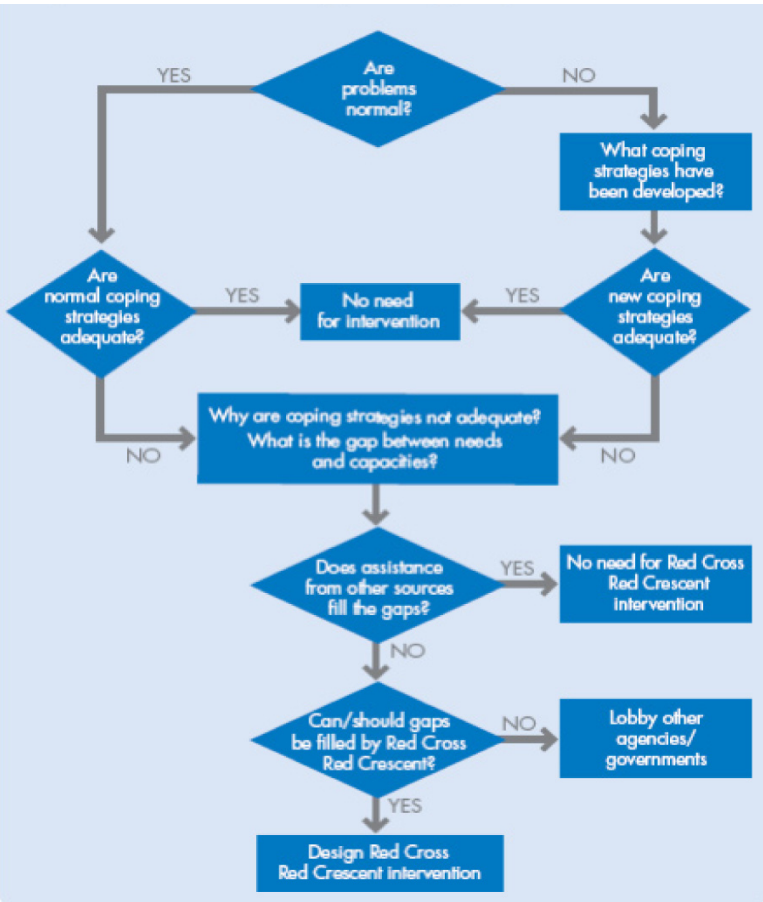 Are
problems
normal?
YES
NO
What coping
strategies have
been developed?
Are
normal coping
strategies
adequate?
YES
No need
for intervention
YES
Are
new coping
strategies
adequate?
Why are coping strategies not adequate?
What is the gap between needs
and capacities?
NO
NO
Does assistance
from other sources
fill the gaps?
YES
No need for Red Cross
Red Crescent
intervention
NO
Can/should gaps
be filled by Red Cross
Red Crescent?
NO
Lobby other
agencies/
governments
YES
Design Red Cross
Red Crescent intervention